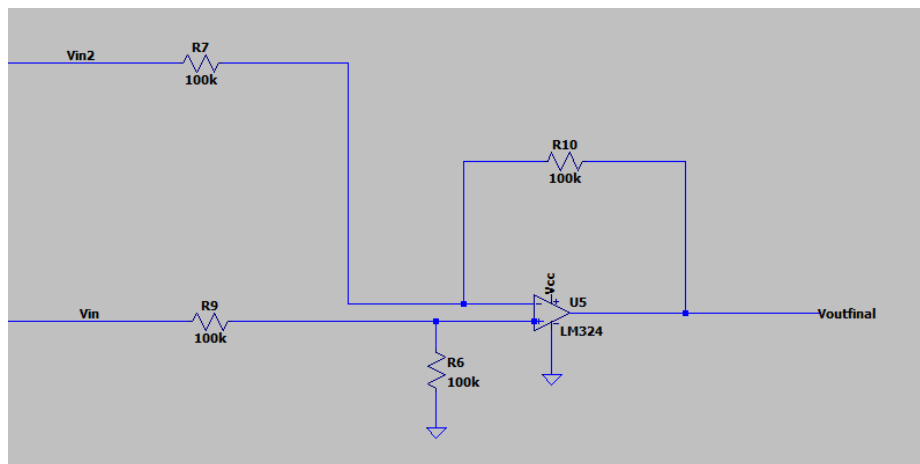 Vin2
R7
100k
R10
100k
Vcc
U5
LM324
Vin
R9
100k
R6
100k
Voutfinal